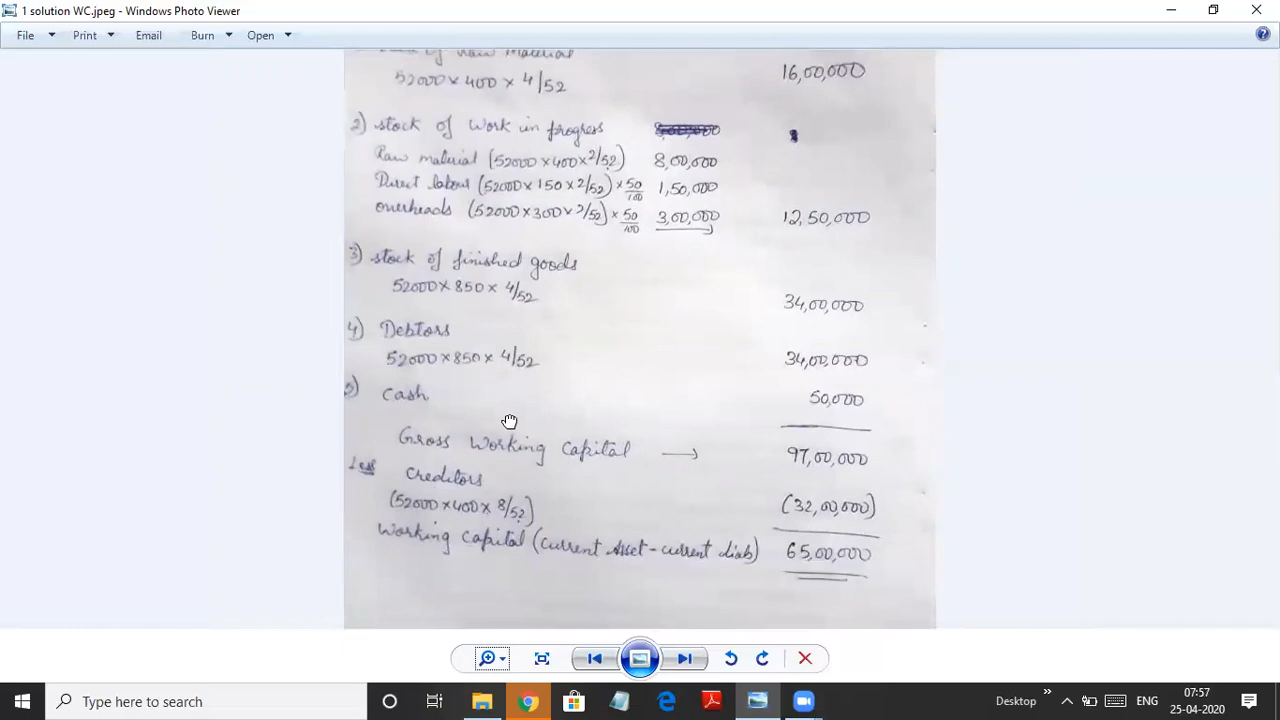 1 solution WC.jpeg - Windows Photo Viewer
File Print Email Burn Open
of Raw Material
52000 × 400 × 4/52 16,00,000
2) stock of Work in progress
Raw material (52000 × 400 × 2/52) 8,00,000
Direct labour (52000 × 150 × 2/52) × 50/100 1,50,000
overheads (52000 × 300 × 2/52) × 50/100 3,00,000 12,50,000
3) stock of finished goods
52000 × 850 × 4/52 34,00,000
4) Debtors
52000 × 850 × 4/52 34,00,000
5) Cash 50,000
Gross Working Capital → 97,00,000
Less Creditors
(52000 × 400 × 8/52) (32,00,000)
Working Capital (Current Asset - current liab) 65,00,000
Type here to search
Desktop » ENG 07:57
25-04-2020